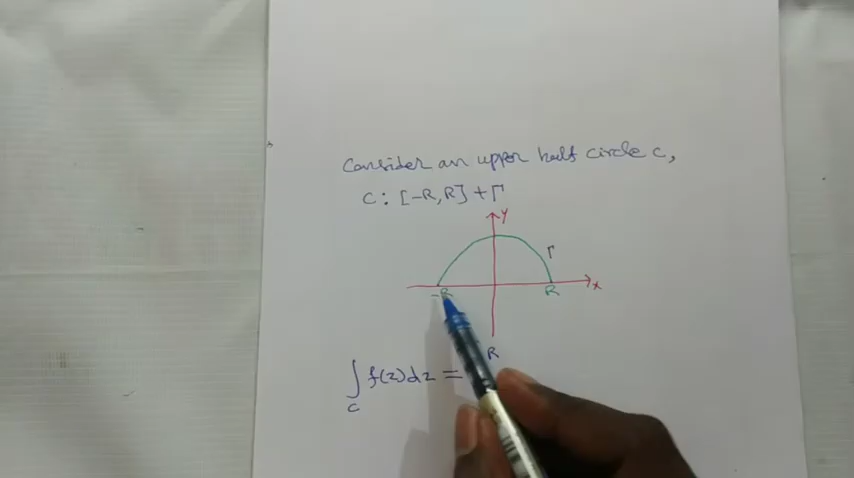 Consider an upper half circle C,
C: [-R, R] + Γ
y
Γ
-R R x
R
∫ f(z)dz =
C